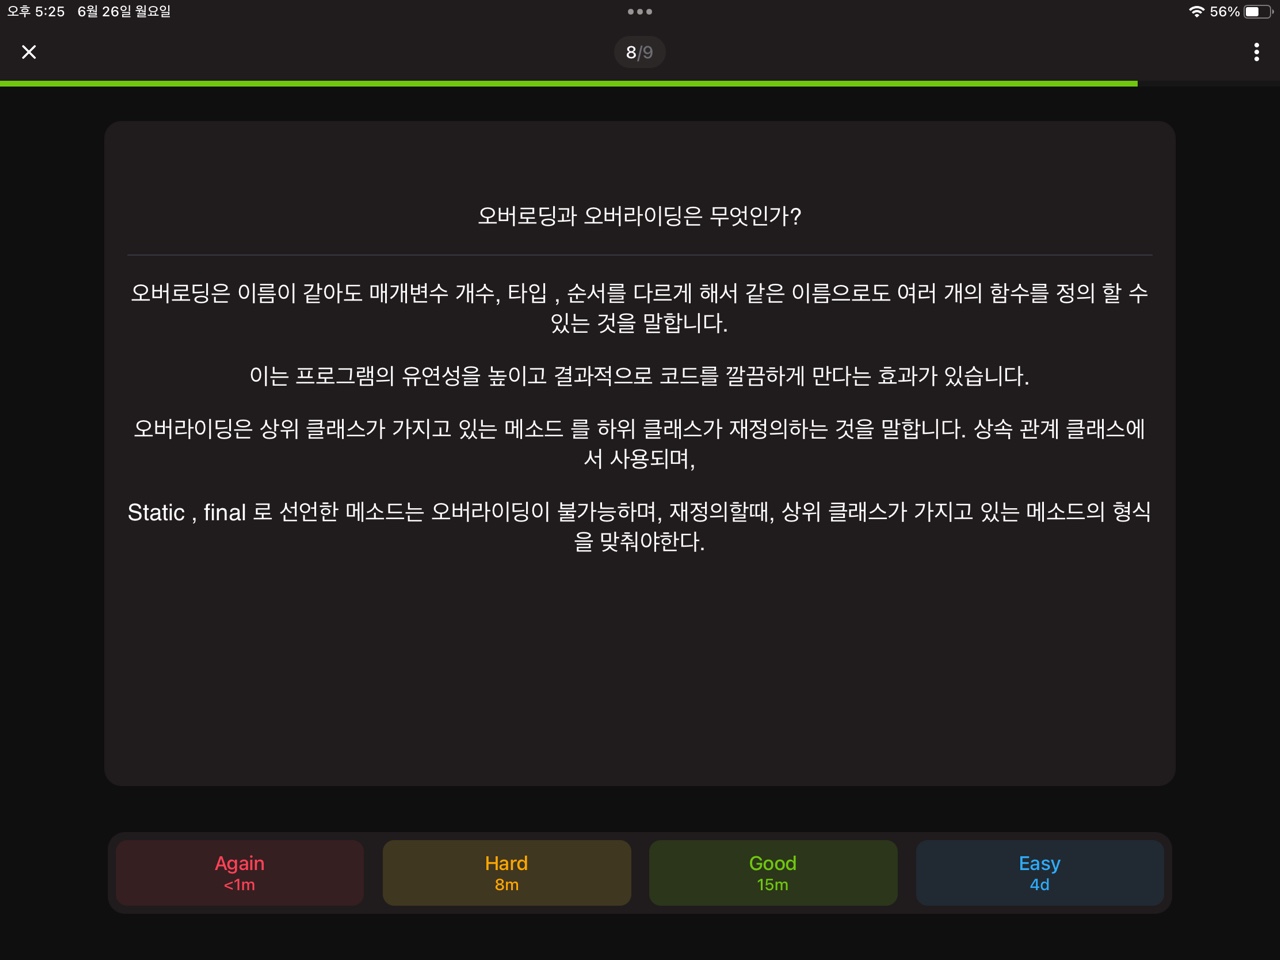 오후 5:25 6월 26일 월요일
56%
8/9
오버로딩과 오버라이딩은 무엇인가?
오버로딩은 이름이 같아도 매개변수 개수, 타입 , 순서를 다르게 해서 같은 이름으로도 여러 개의 함수를 정의 할 수
있는 것을 말합니다.
이는 프로그램의 유연성을 높이고 결과적으로 코드를 깔끔하게 만다는 효과가 있습니다.
오버라이딩은 상위 클래스가 가지고 있는 메소드 를 하위 클래스가 재정의하는 것을 말합니다. 상속 관계 클래스에
서 사용되며,
Static , final 로 선언한 메소드는 오버라이딩이 불가능하며, 재정의할때, 상위 클래스가 가지고 있는 메소드의 형식
을 맞춰야한다.
Again
<1m
Hard
8m
Good
15m
Easy
4d